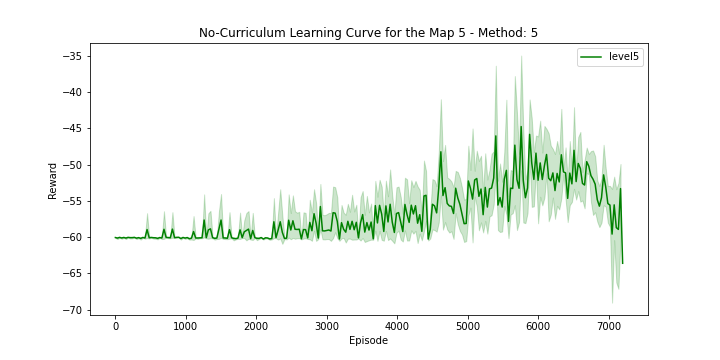 No-Curriculum Learning Curve for the Map 5 - Method: 5
level5
Reward
−35
−40
−45
−50
−55
−60
−65
−70
0 1000 2000 3000 4000 5000 6000 7000
Episode